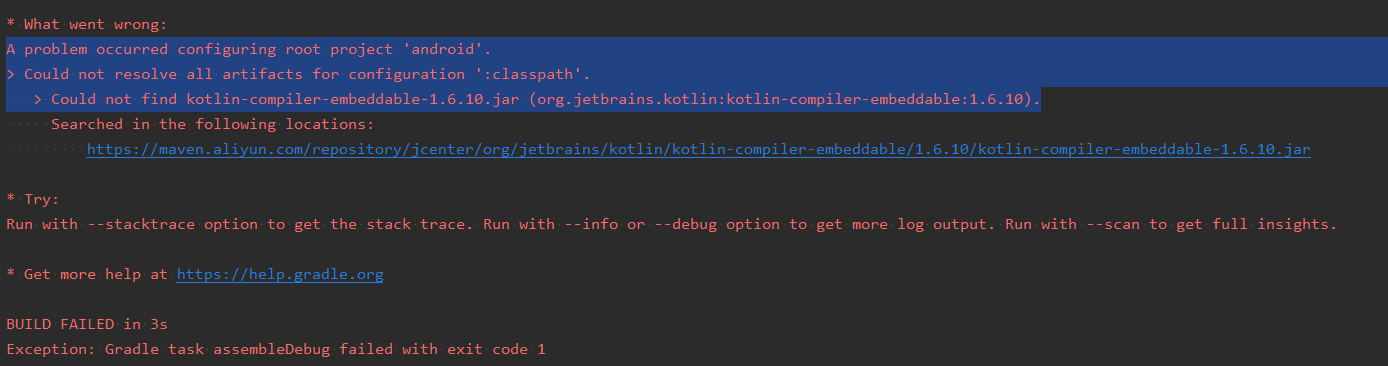 * What went wrong:
A problem occurred configuring root project 'android'.
> Could not resolve all artifacts for configuration ':classpath'.
> Could not find kotlin-compiler-embeddable-1.6.10.jar (org.jetbrains.kotlin:kotlin-compiler-embeddable:1.6.10).
Searched in the following locations:
https://maven.aliyun.com/repository/jcenter/org/jetbrains/kotlin/kotlin-compiler-embeddable/1.6.10/kotlin-compiler-embeddable-1.6.10.jar
* Try:
Run with --stacktrace option to get the stack trace. Run with --info or --debug option to get more log output. Run with --scan to get full insights.
* Get more help at https://help.gradle.org
BUILD FAILED in 3s
Exception: Gradle task assembleDebug failed with exit code 1